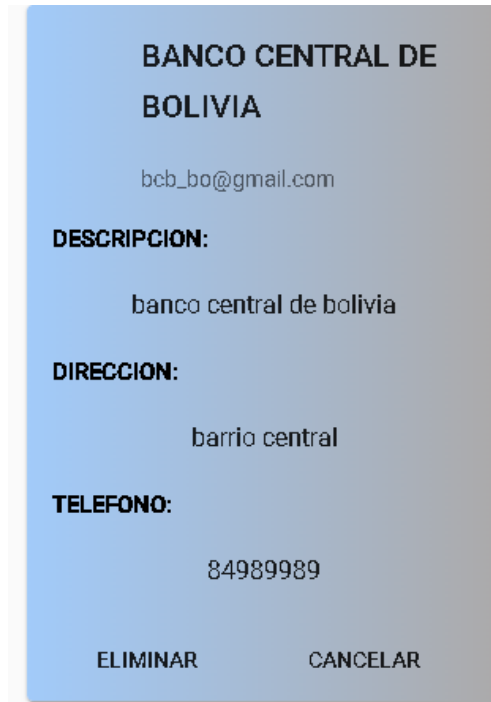 BANCO CENTRAL DE
BOLIVIA
bcb_bo@gmail.com
DESCRIPCION:
banco central de bolivia
DIRECCION:
barrio central
TELEFONO:
84989989
ELIMINAR CANCELAR